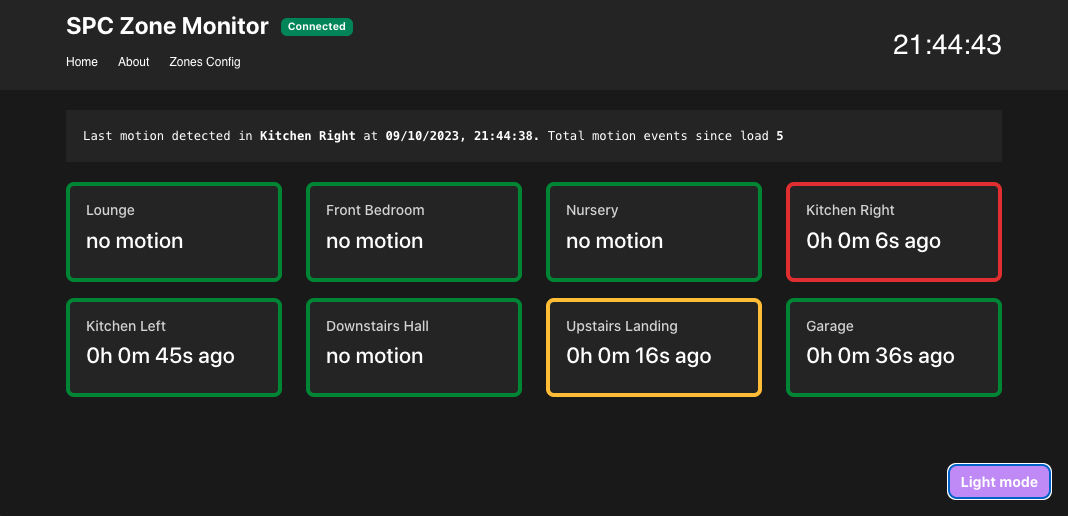 SPC Zone Monitor Connected
21:44:43
Home About Zones Config
Last motion detected in Kitchen Right at 09/10/2023, 21:44:38. Total motion events since load 5
Lounge
no motion
Front Bedroom
no motion
Nursery
no motion
Kitchen Right
0h 0m 6s ago
Kitchen Left
0h 0m 45s ago
Downstairs Hall
no motion
Upstairs Landing
0h 0m 16s ago
Garage
0h 0m 36s ago
Light mode